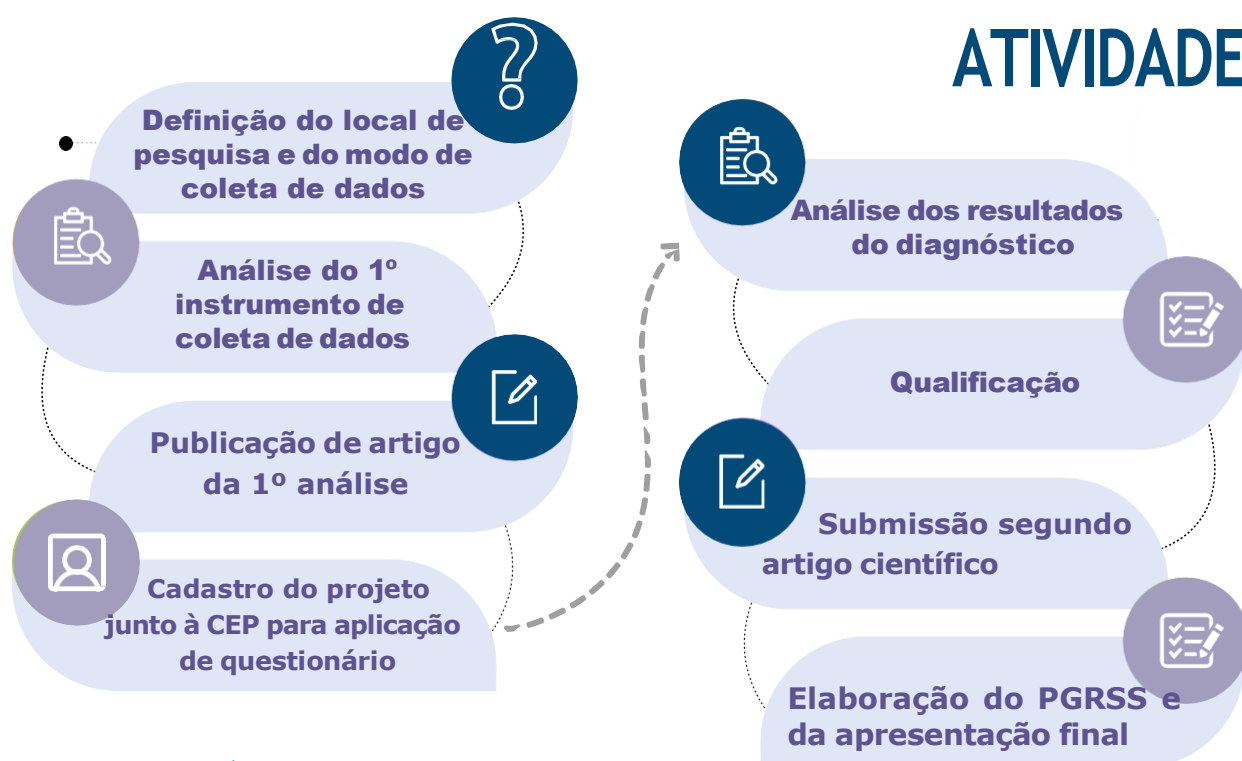 ATIVIDADE
Definição do local de
pesquisa e do modo de
coleta de dados
Análise do 1º
instrumento de
coleta de dados
Publicação de artigo
da 1º análise
Cadastro do projeto
junto à CEP para aplicação
de questionário
Análise dos resultados
do diagnóstico
Qualificação
Submissão segundo
artigo científico
Elaboração do PGRSS e
da apresentação final